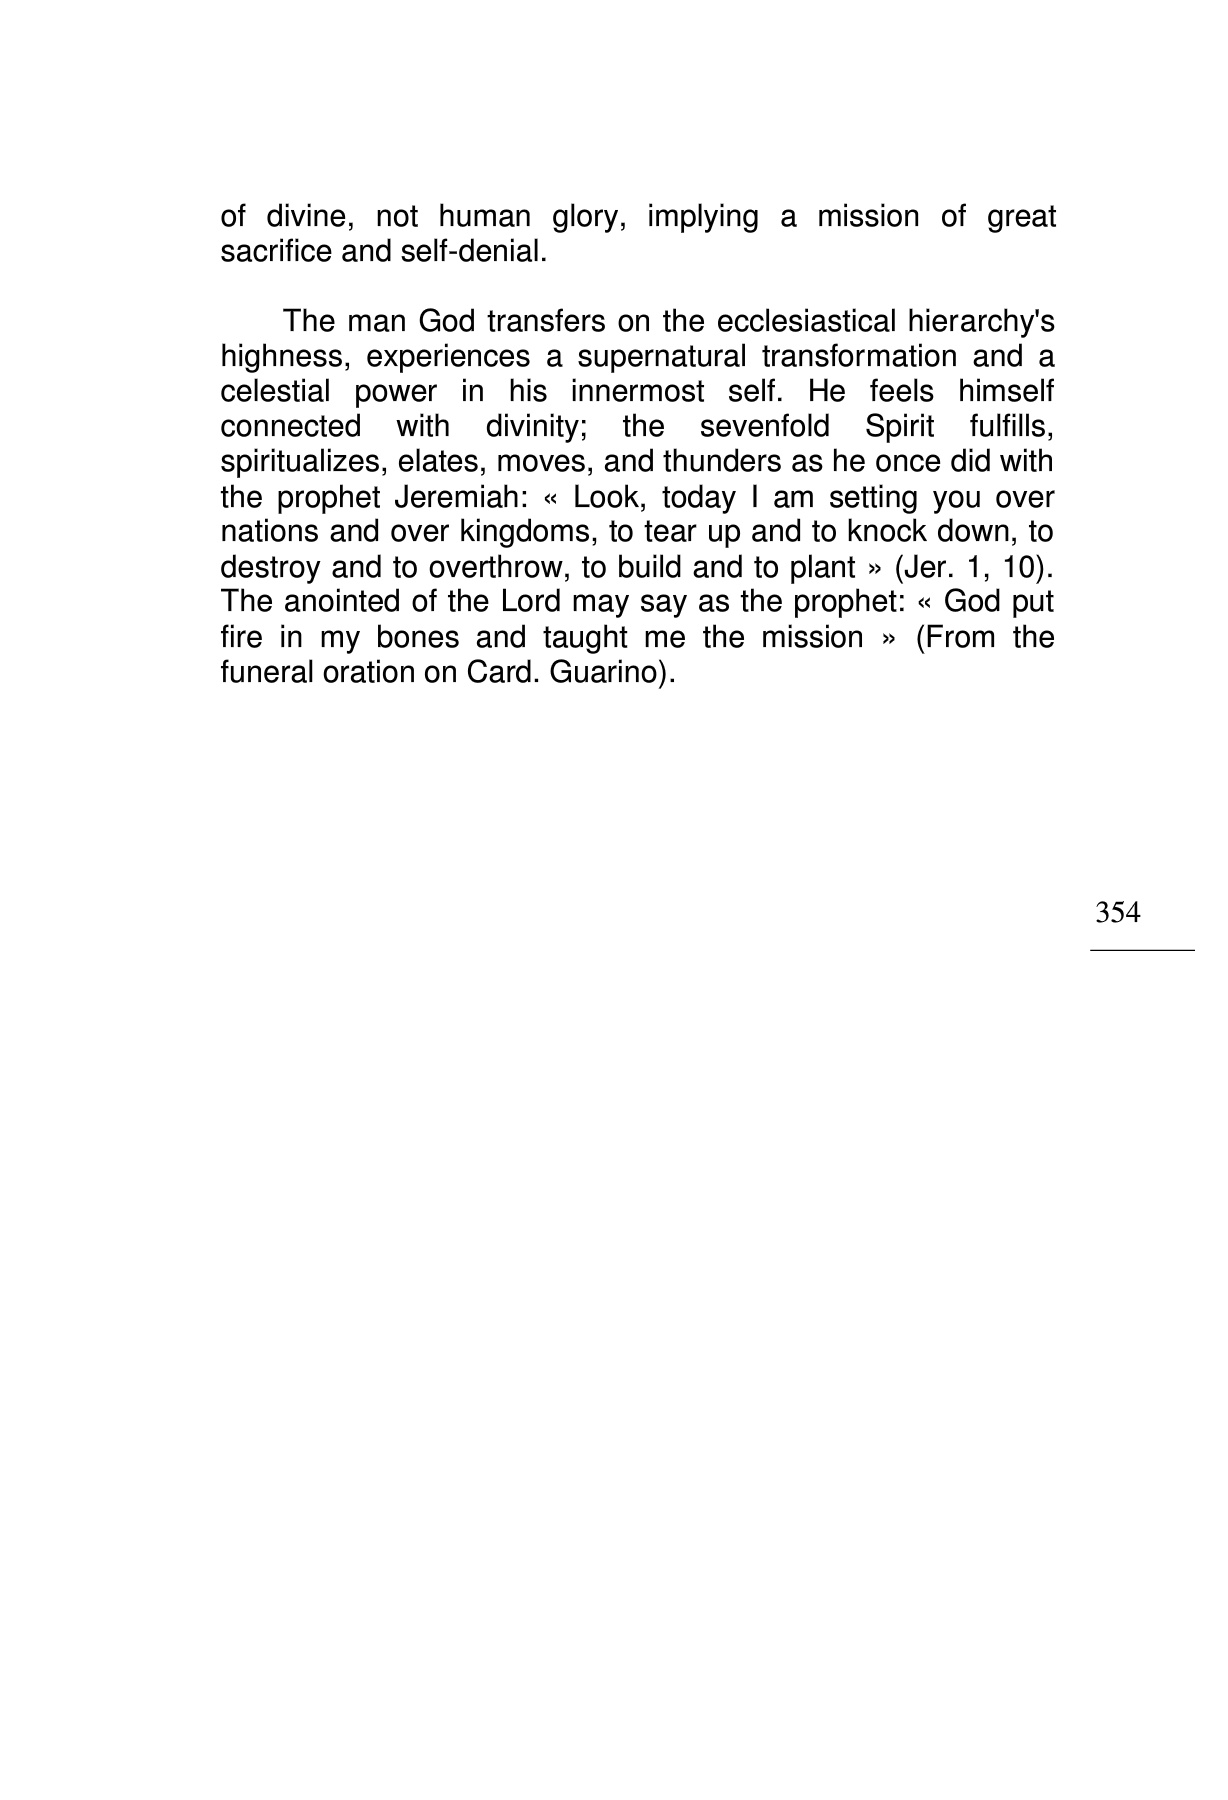 of divine, not human glory, implying a mission of great
sacrifice and self-denial.
The man God transfers on the ecclesiastical hierarchy's
highness, experiences a supernatural transformation and a
celestial power in his innermost self. He feels himself
connected with divinity; the sevenfold Spirit fulfills,
spiritualizes, elates, moves, and thunders as he once did with
the prophet Jeremiah: « Look, today I am setting you over
nations and over kingdoms, to tear up and to knock down, to
destroy and to overthrow, to build and to plant » (Jer. 1, 10).
The anointed of the Lord may say as the prophet: « God put
fire in my bones and taught me the mission » (From the
funeral oration on Card. Guarino).
354